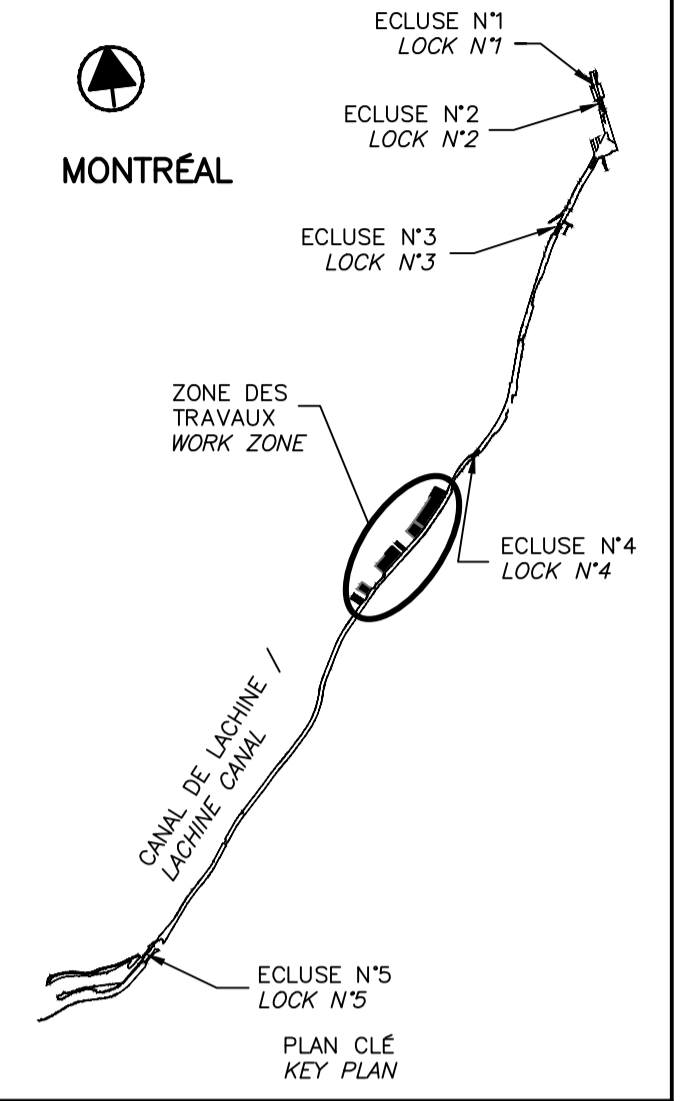 ECLUSE N°1
LOCK N°1
ECLUSE N°2
LOCK N°2
MONTRÉAL
ECLUSE N°3
LOCK N°3
ZONE DES
TRAVAUX
WORK ZONE
ECLUSE N°4
LOCK N°4
CANAL DE LACHINE /
LACHINE CANAL
ECLUSE N°5
LOCK N°5
PLAN CLÉ
KEY PLAN